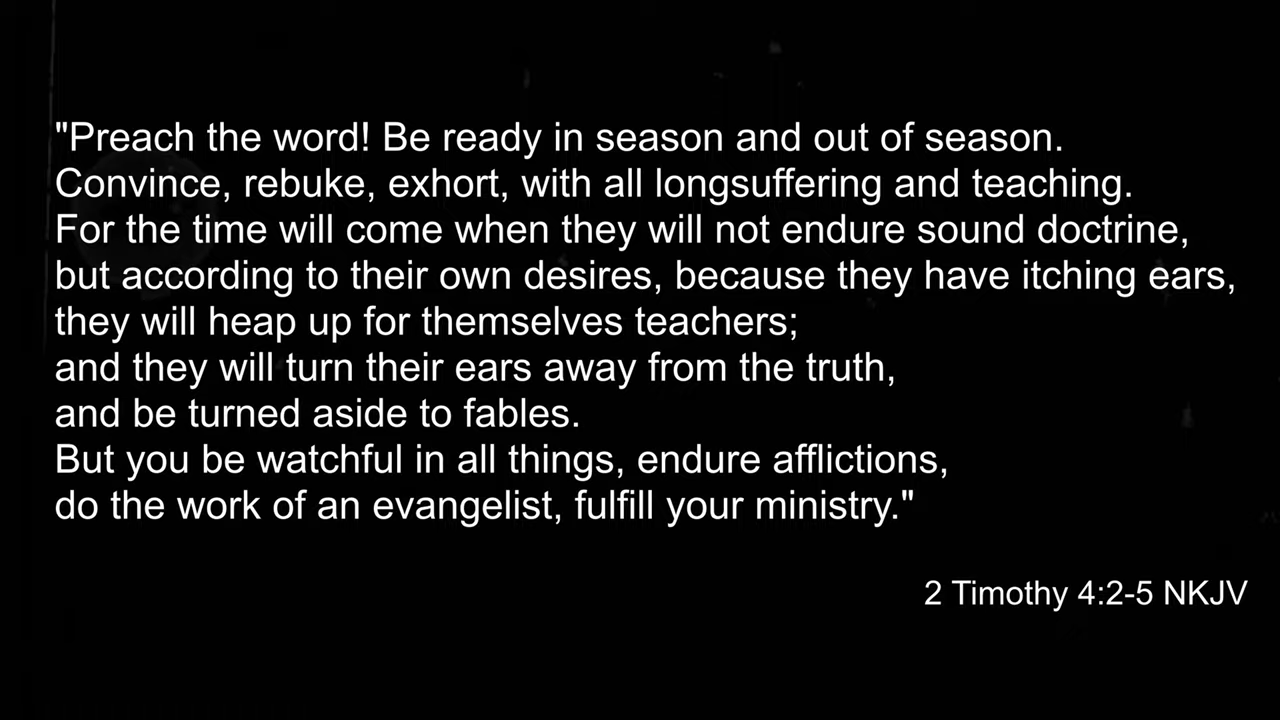 "Preach the word! Be ready in season and out of season.
Convince, rebuke, exhort, with all longsuffering and teaching.
For the time will come when they will not endure sound doctrine,
but according to their own desires, because they have itching ears,
they will heap up for themselves teachers;
and they will turn their ears away from the truth,
and be turned aside to fables.
But you be watchful in all things, endure afflictions,
do the work of an evangelist, fulfill your ministry."
2 Timothy 4:2-5 NKJV